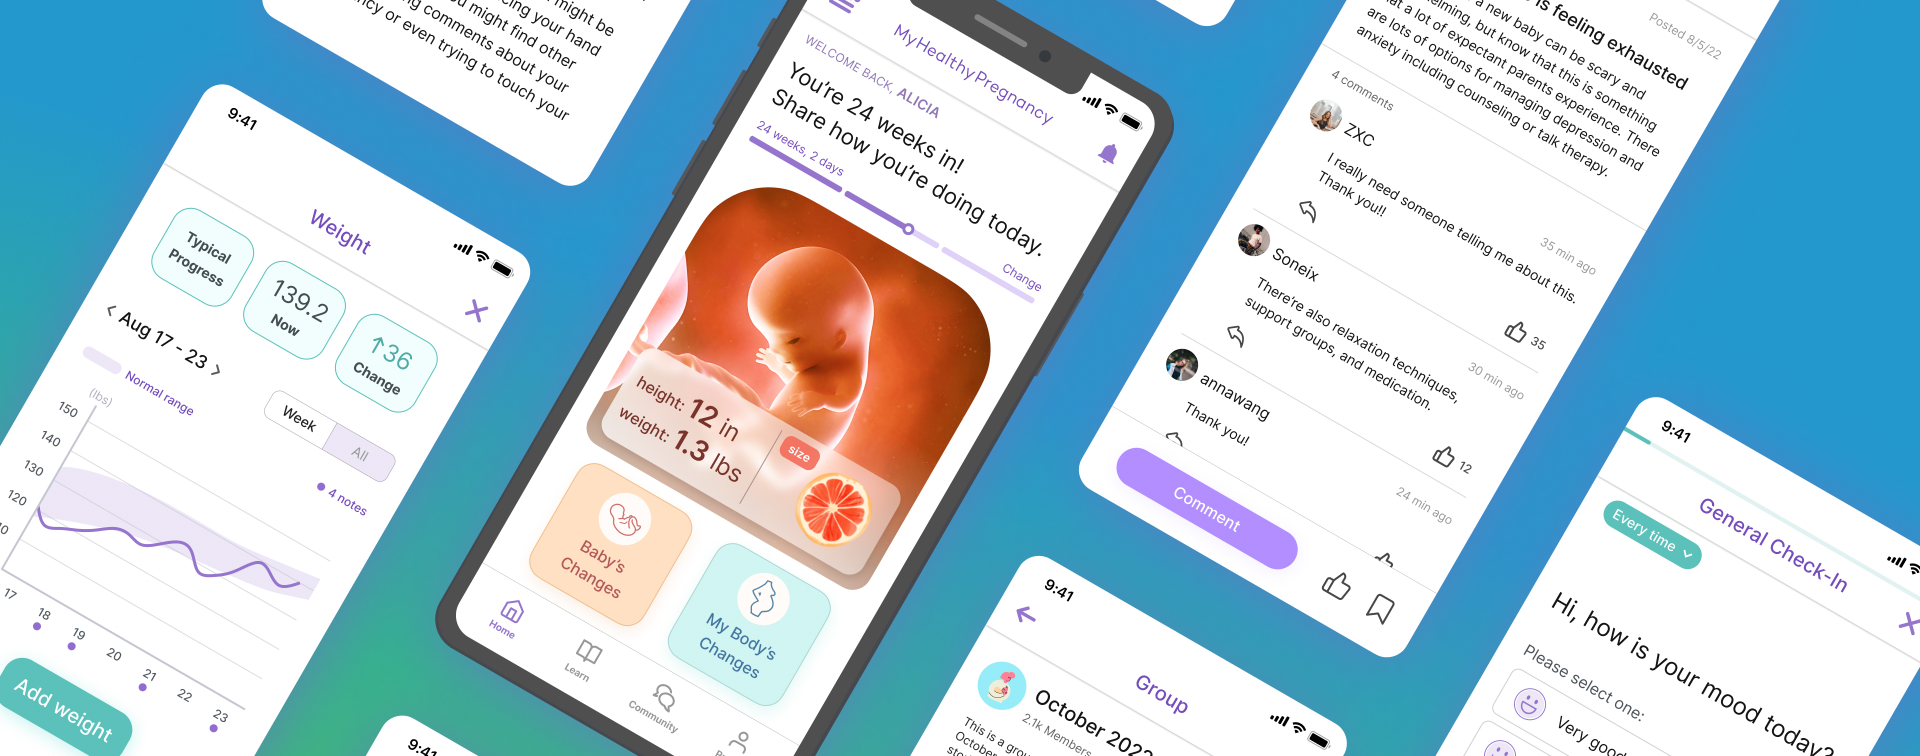 might be
cing your hand
u might find other
ng comments about your
cy or even trying to touch your
9:41
Weight
Typical
Progress
139.2
Now
↑36
Change
Aug 17 - 23
Normal range
Week
All
(lbs)
150
140
130
120
4 notes
17
18
19
20
21
22
23
Add weight
MyHealthyPregnancy
WELCOME BACK, ALICIA
You're 24 weeks in!
Share how you're doing today.
24 weeks, 2 days
Change
height: 12 in
weight: 1.3 lbs
size
Baby's
Changes
My Body's
Changes
Home
Learn
Community
9:41
Posted 8/5/22
is feeling exhausted
a new baby can be scary and
helming, but know that this is something
at a lot of expectant parents experience. There
are lots of options for managing depression and
anxiety including counseling or talk therapy.
4 comments
ZXC
I really need someone telling me about this.
Thank you!!
35 min ago
35
Soneix
There're also relaxation techniques,
support groups, and medication.
30 min ago
12
annawang
Thank you!
24 min ago
Comment
9:41
Group
October 2022
2.1k Members
This is a grou
October
9:41
General Check-In
Every time
Hi, how is your mood today?
Please select one:
Very good